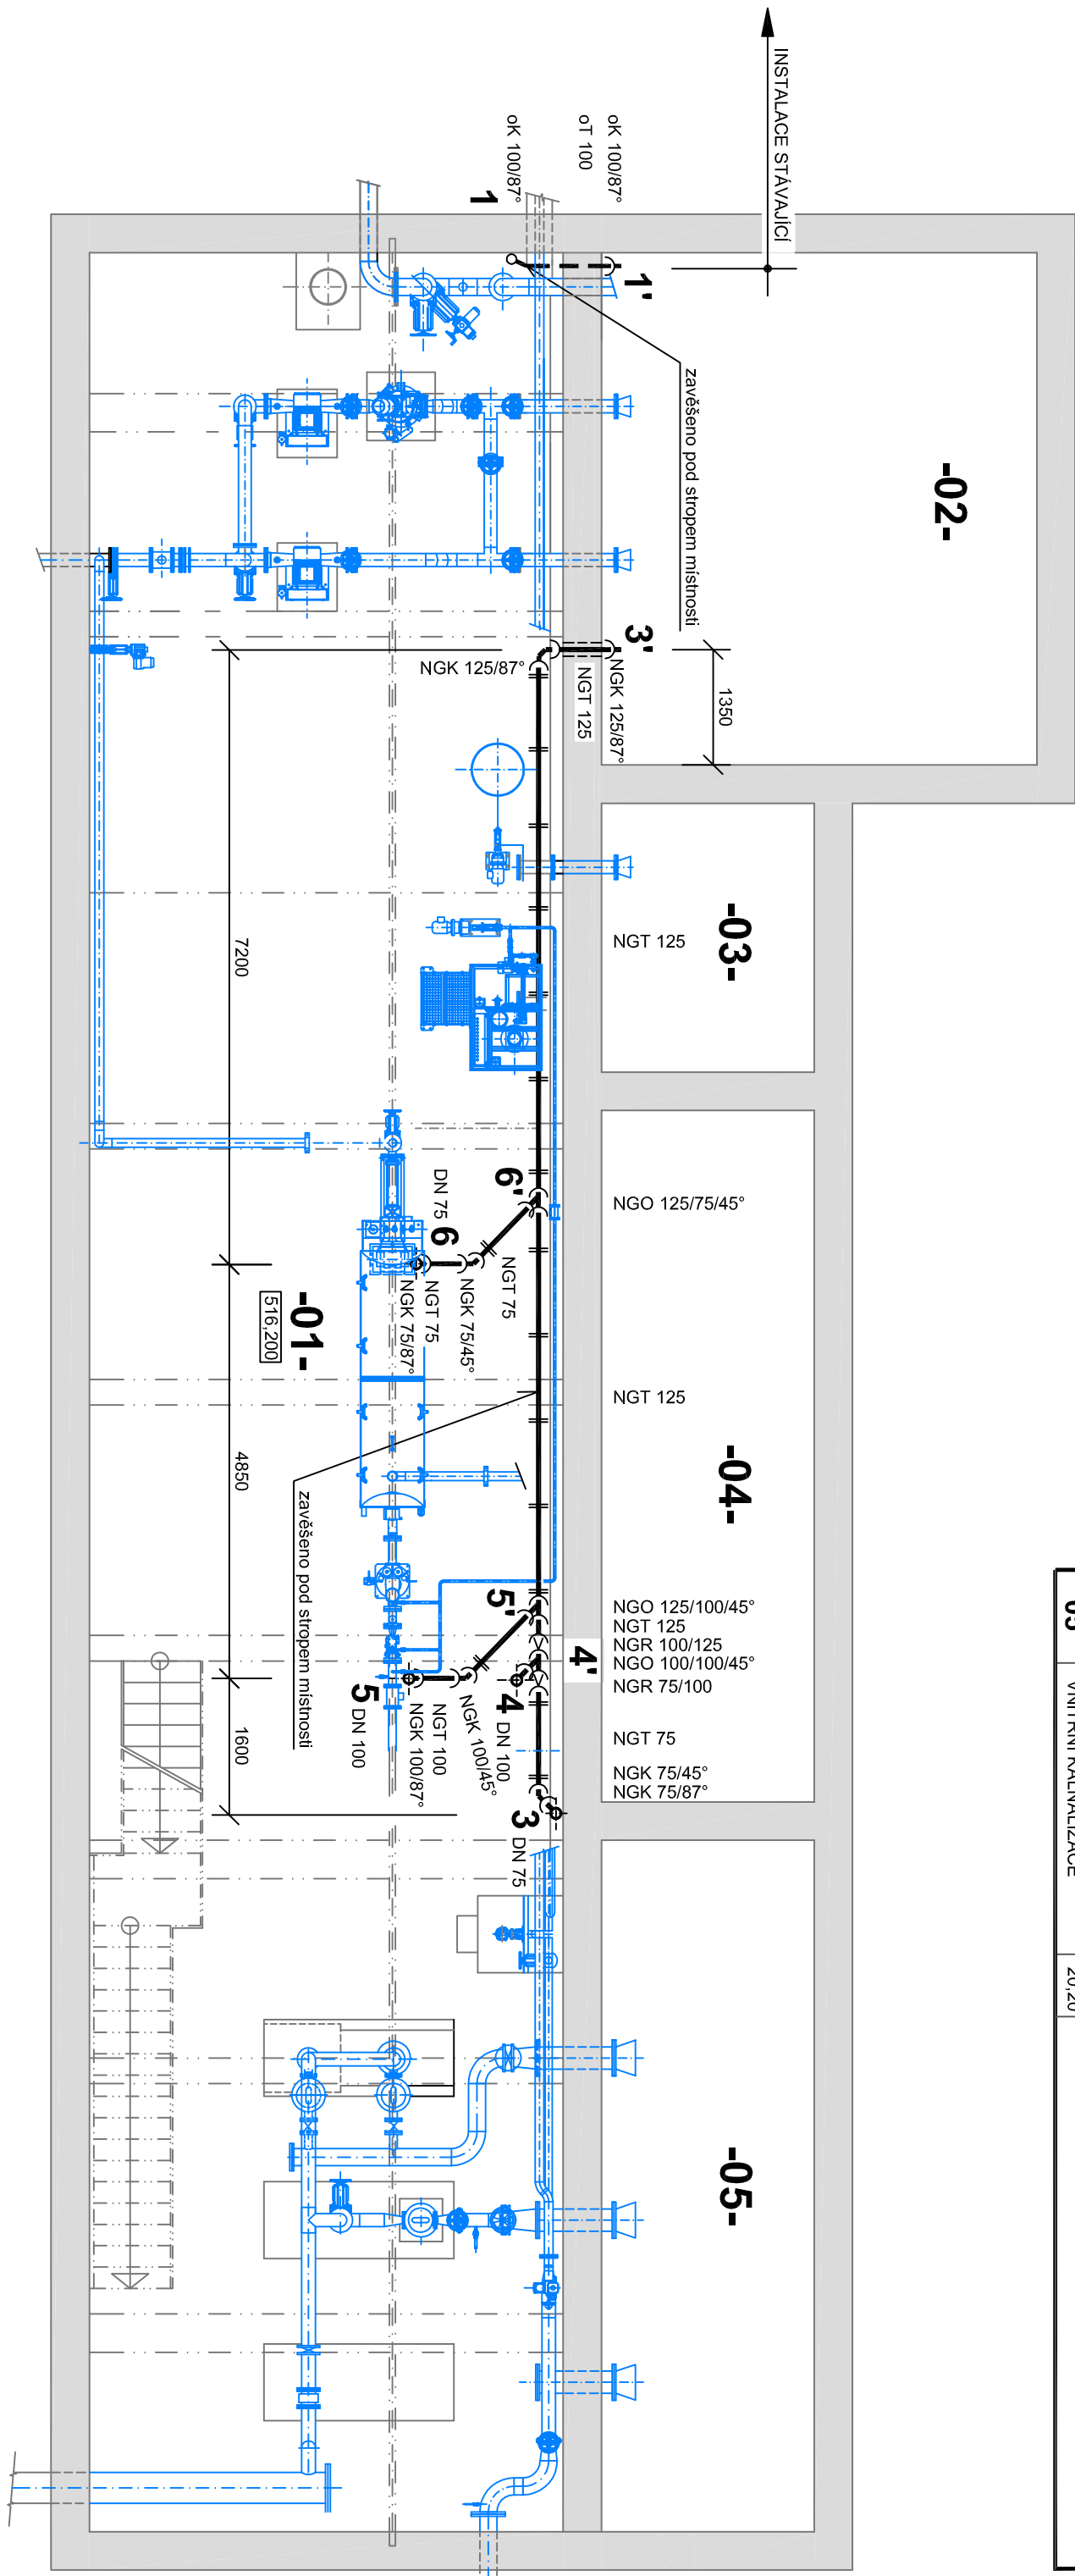 INSTALACE STÁVAJÍCÍ
oK 100/87°
oT 100
oK 100/87°
1
1'
zavěšeno pod stropem místnosti
-02-
3'
NGK 125/87°
NGT 125
NGK 125/87°
1350
7200
-03-
NGT 125
NGO 125/75/45°
6'
DN 75
6
NGT 75
NGK 75/45°
NGT 75
NGK 75/87°
-01-
516,200
NGT 125
-04-
4850
zavěšeno pod stropem místnosti
NGO 125/100/45°
NGT 125
NGR 100/125
NGO 100/100/45°
NGR 75/100
5'
4'
4 DN 100
5 DN 100
NGK 100/45°
NGT 100
NGK 100/87°
1600
NGT 75
NGK 75/45°
NGK 75/87°
3 DN 75
-05-